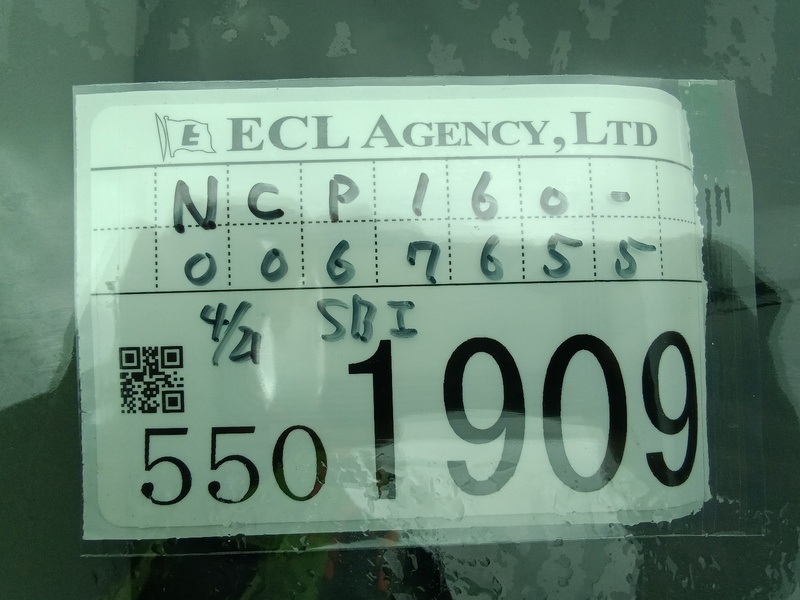 E ECL AGENCY, LTD
NCP160-
0067655
4/21 SBI
550 1909